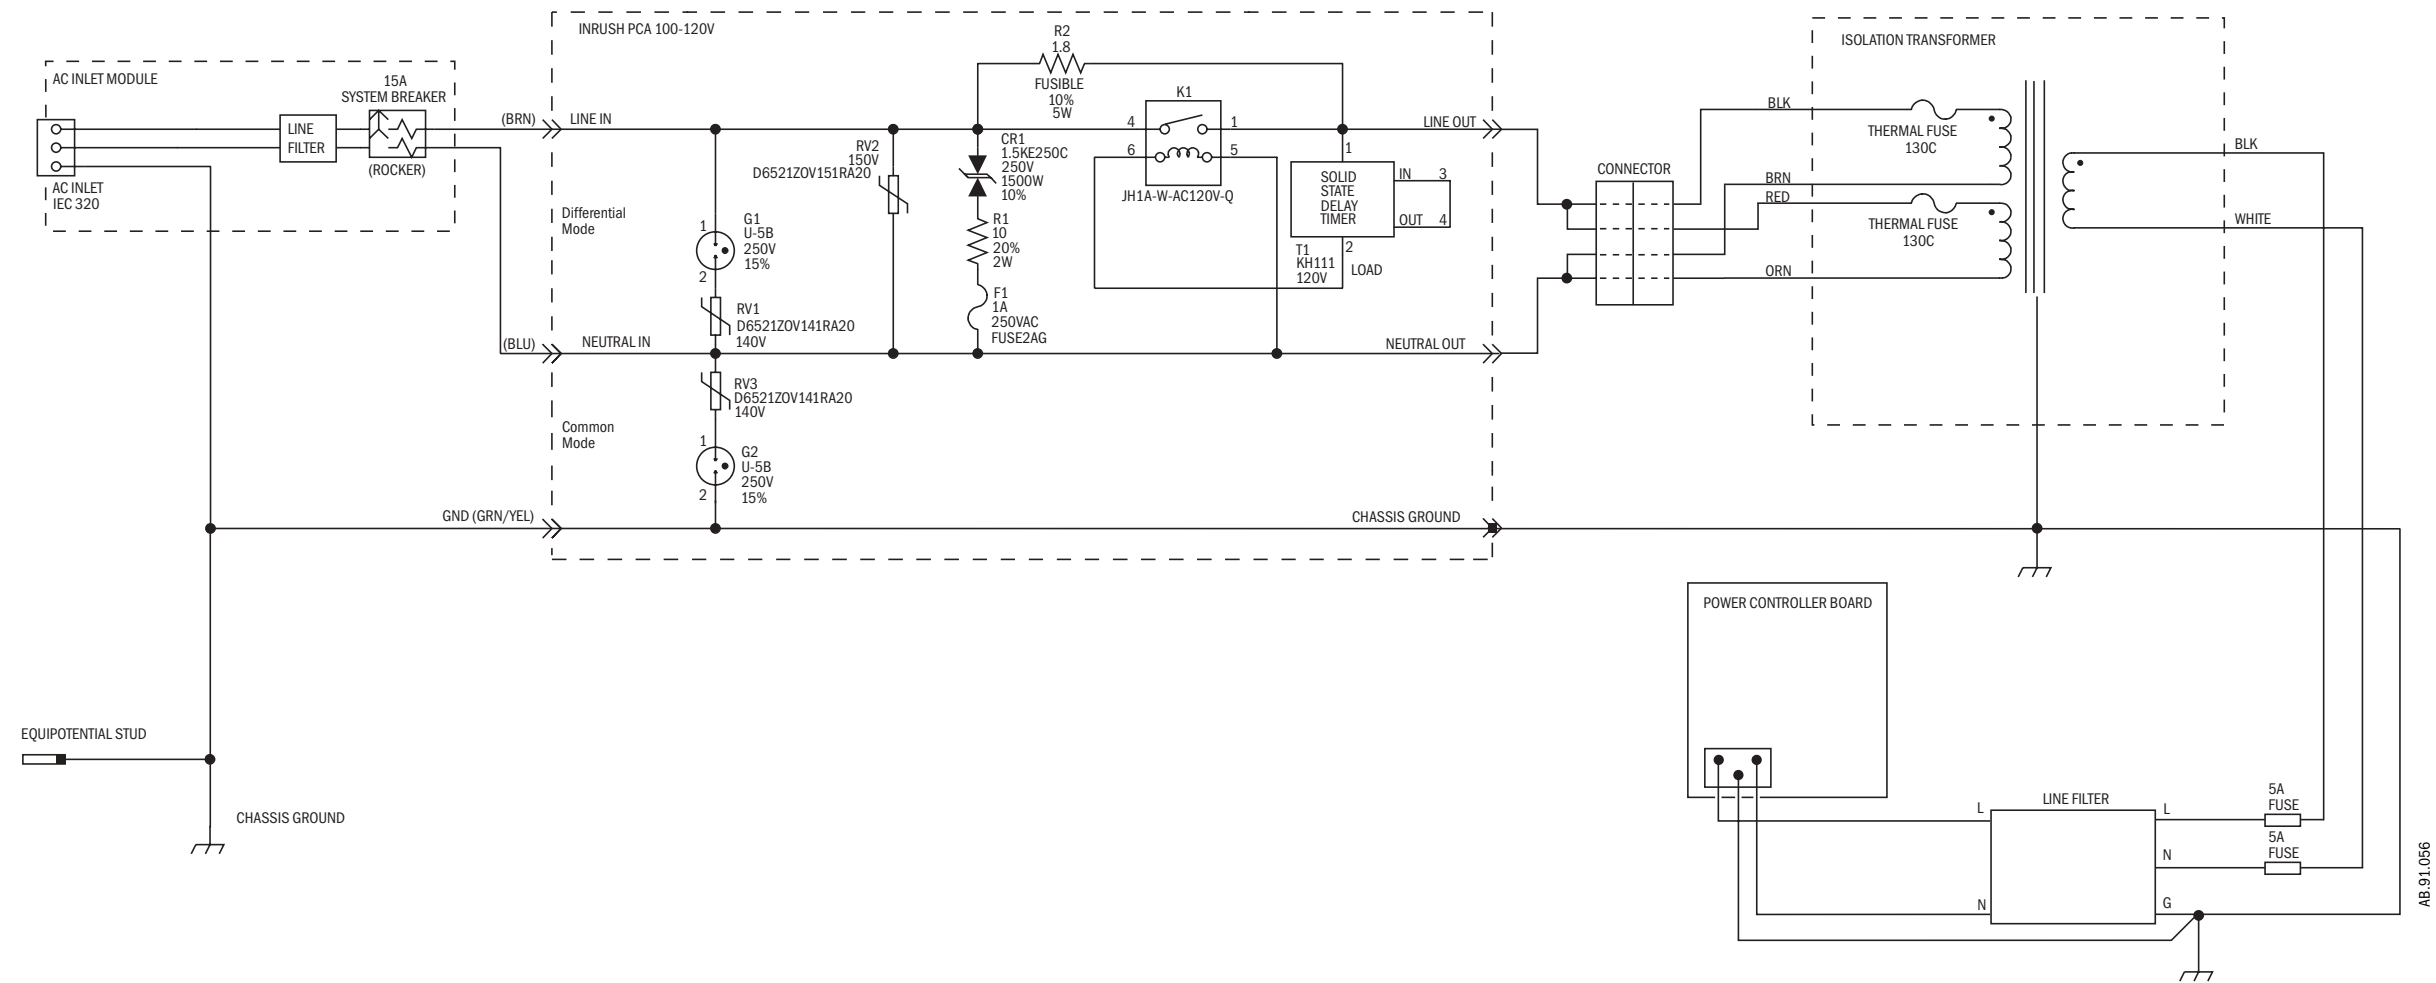 INRUSH PCA 100-120V
ISOLATION TRANSFORMER
AC INLET MODULE
15A
SYSTEM BREAKER
LINE
FILTER
(ROCKER)
AC INLET
IEC 320
(BRN)
LINE IN
Differential
Mode
(BLU)
NEUTRAL IN
Common
Mode
GND (GRN/YEL)
1
G1
U-5B
250V
15%
2
RV1
D6521ZOV141RA20
140V
RV3
D6521ZOV141RA20
140V
1
G2
U-5B
250V
15%
2
RV2
150V
D6521ZOV151RA20
R2
1.8
FUSIBLE
10%
5W
CR1
1.5KE250C
250V
1500W
10%
R1
10
20%
2W
F1
1A
250VAC
FUSE2AG
K1
4
1
6
5
JH1A-W-AC120V-Q
1
SOLID
STATE
DELAY
TIMER
IN
3
OUT
4
T1
KH111
120V
2
LOAD
LINE OUT
NEUTRAL OUT
CHASSIS GROUND
CONNECTOR
BLK
THERMAL FUSE
130C
BRN
RED
THERMAL FUSE
130C
ORN
BLK
WHITE
POWER CONTROLLER BOARD
EQUIPOTENTIAL STUD
CHASSIS GROUND
LINE FILTER
L
N
L
N
G
5A
FUSE
5A
FUSE
AB.91.056